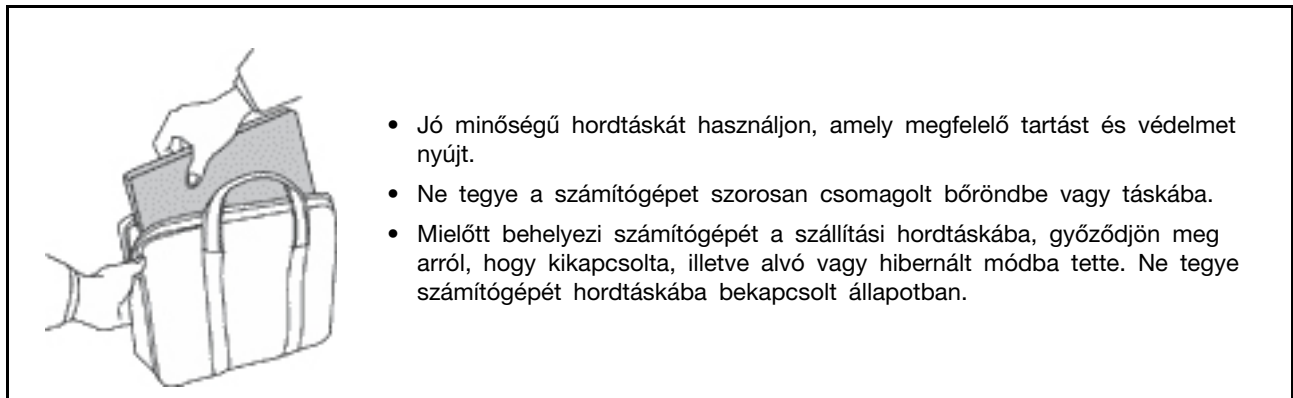 • Jó minőségű hordtáskát használjon, amely megfelelő tartást és védelmet
nyújt.
• Ne tegye a számítógépet szorosan csomagolt bőröndbe vagy táskába.
• Mielőtt behelyezi számítógépét a szállítási hordtáskába, győződjön meg
arról, hogy kikapcsolta, illetve alvó vagy hibernált módba tette. Ne tegye
számítógépét hordtáskába bekapcsolt állapotban.